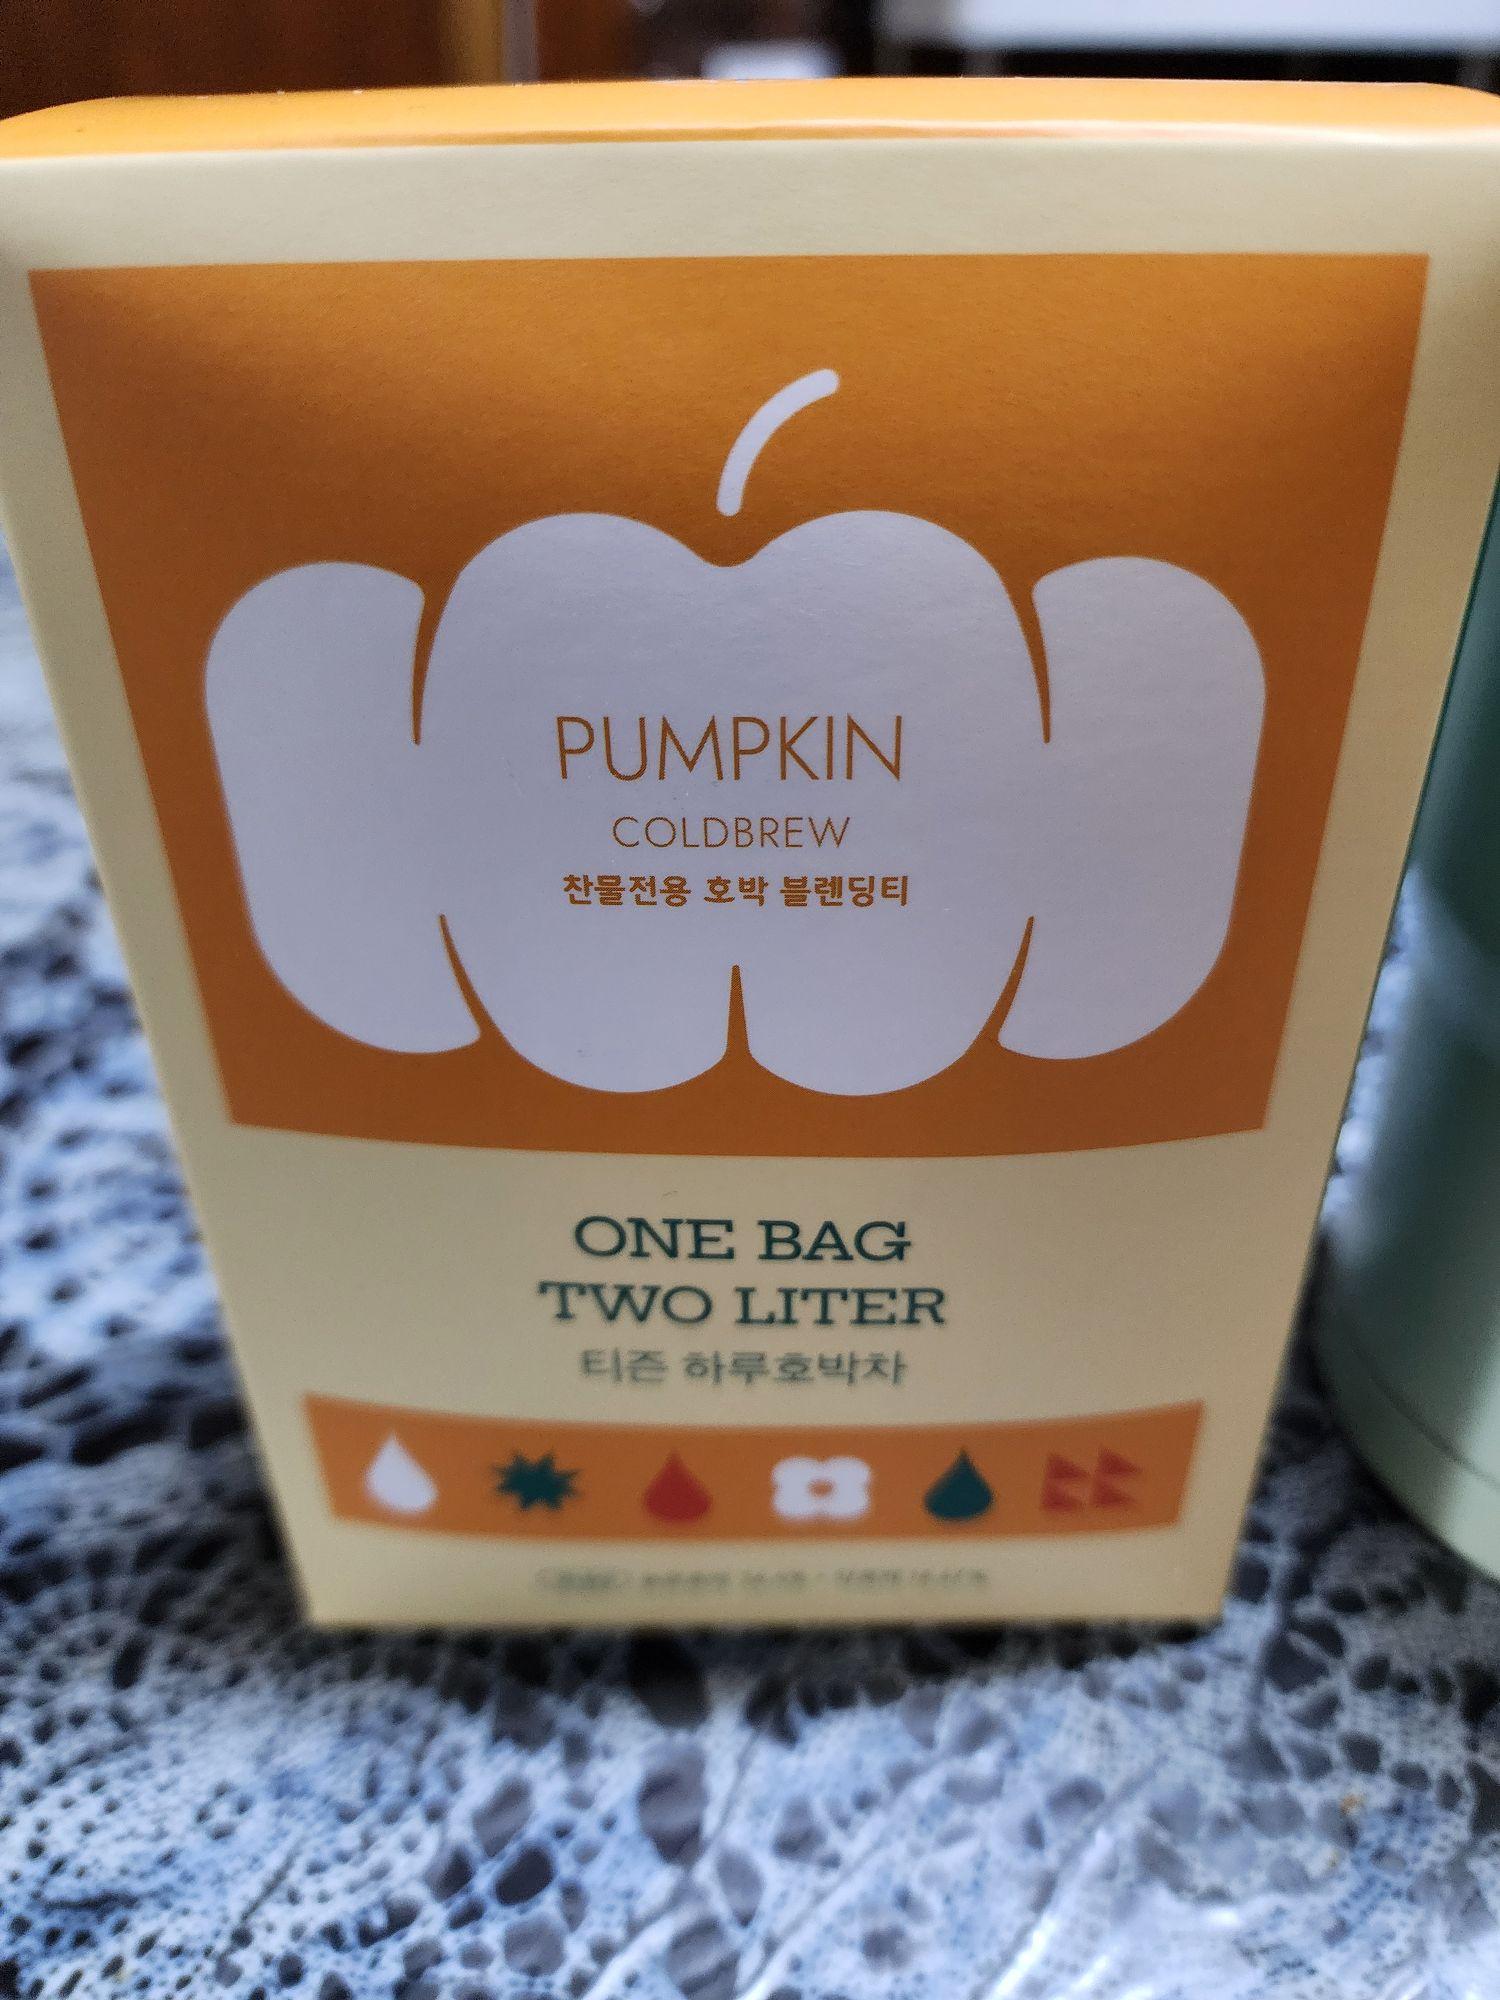 PUMPKIN
COLDBREW
찬물전용 호박 블렌딩티
ONE BAG
TWO LITER
티즌 하루호박차